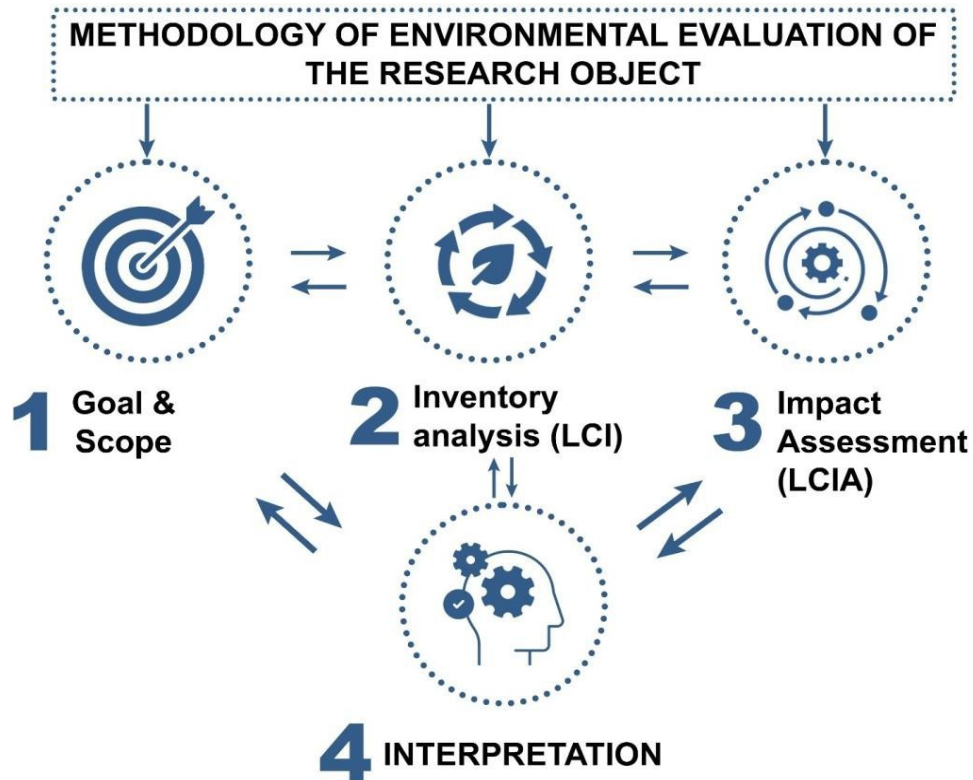 METHODOLOGY OF ENVIRONMENTAL EVALUATION OF
THE RESEARCH OBJECT
1 Goal &
Scope
2 Inventory
analysis (LCI)
3 Impact
Assessment
(LCIA)
4 INTERPRETATION